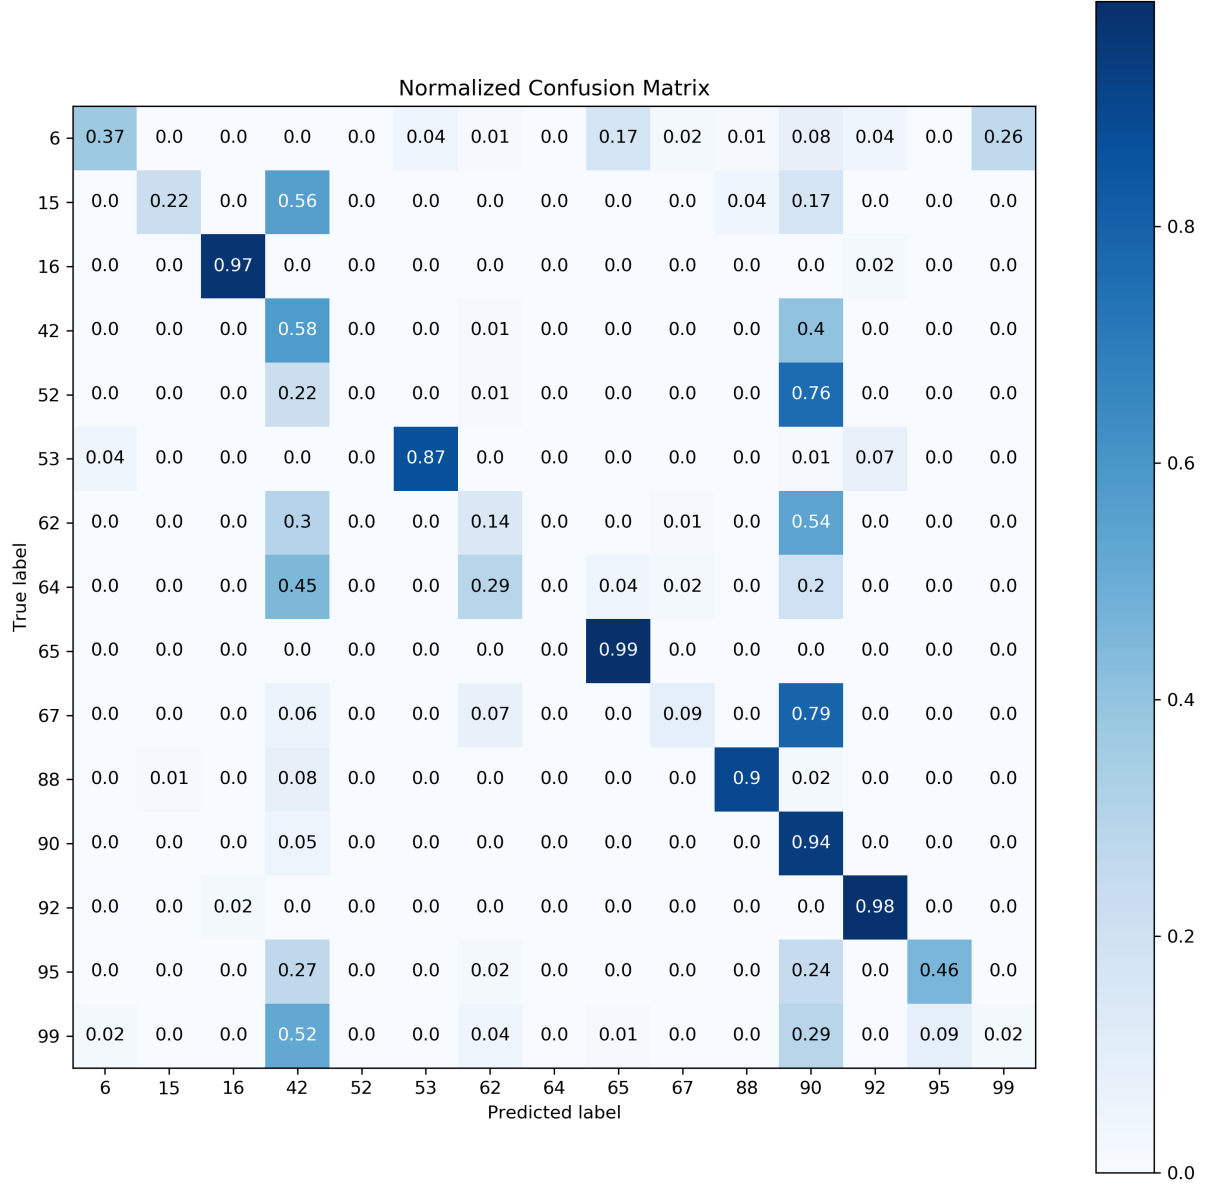 Normalized Confusion Matrix
6 0.37 0.0 0.0 0.0 0.0 0.04 0.01 0.0 0.17 0.02 0.01 0.08 0.04 0.0 0.26
15 0.0 0.22 0.0 0.56 0.0 0.0 0.0 0.0 0.0 0.0 0.04 0.17 0.0 0.0 0.0
16 0.0 0.0 0.97 0.0 0.0 0.0 0.0 0.0 0.0 0.0 0.0 0.0 0.02 0.0 0.0
42 0.0 0.0 0.0 0.58 0.0 0.0 0.01 0.0 0.0 0.0 0.0 0.4 0.0 0.0 0.0
52 0.0 0.0 0.0 0.22 0.0 0.0 0.01 0.0 0.0 0.0 0.0 0.76 0.0 0.0 0.0
53 0.04 0.0 0.0 0.0 0.0 0.87 0.0 0.0 0.0 0.0 0.0 0.01 0.07 0.0 0.0
62 0.0 0.0 0.0 0.3 0.0 0.0 0.14 0.0 0.0 0.01 0.0 0.54 0.0 0.0 0.0
64 0.0 0.0 0.0 0.45 0.0 0.0 0.29 0.0 0.04 0.02 0.0 0.2 0.0 0.0 0.0
65 0.0 0.0 0.0 0.0 0.0 0.0 0.0 0.0 0.99 0.0 0.0 0.0 0.0 0.0 0.0
67 0.0 0.0 0.0 0.06 0.0 0.0 0.07 0.0 0.0 0.09 0.0 0.79 0.0 0.0 0.0
88 0.0 0.01 0.0 0.08 0.0 0.0 0.0 0.0 0.0 0.0 0.9 0.02 0.0 0.0 0.0
90 0.0 0.0 0.0 0.05 0.0 0.0 0.0 0.0 0.0 0.0 0.0 0.94 0.0 0.0 0.0
92 0.0 0.0 0.02 0.0 0.0 0.0 0.0 0.0 0.0 0.0 0.0 0.0 0.98 0.0 0.0
95 0.0 0.0 0.0 0.27 0.0 0.0 0.02 0.0 0.0 0.0 0.0 0.24 0.0 0.46 0.0
99 0.02 0.0 0.0 0.52 0.0 0.0 0.04 0.0 0.01 0.0 0.0 0.29 0.0 0.09 0.02
6 15 16 42 52 53 62 64 65 67 88 90 92 95 99
Predicted label
True label
0.8
0.6
0.4
0.2
0.0